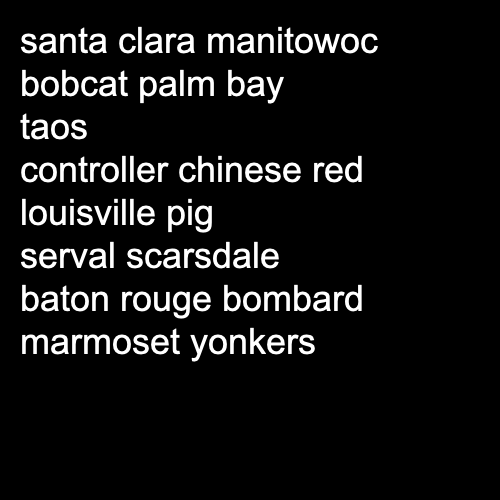 santa clara manitowoc
bobcat palm bay
taos
controller chinese red
louisville pig
serval scarsdale
baton rouge bombard
marmoset yonkers